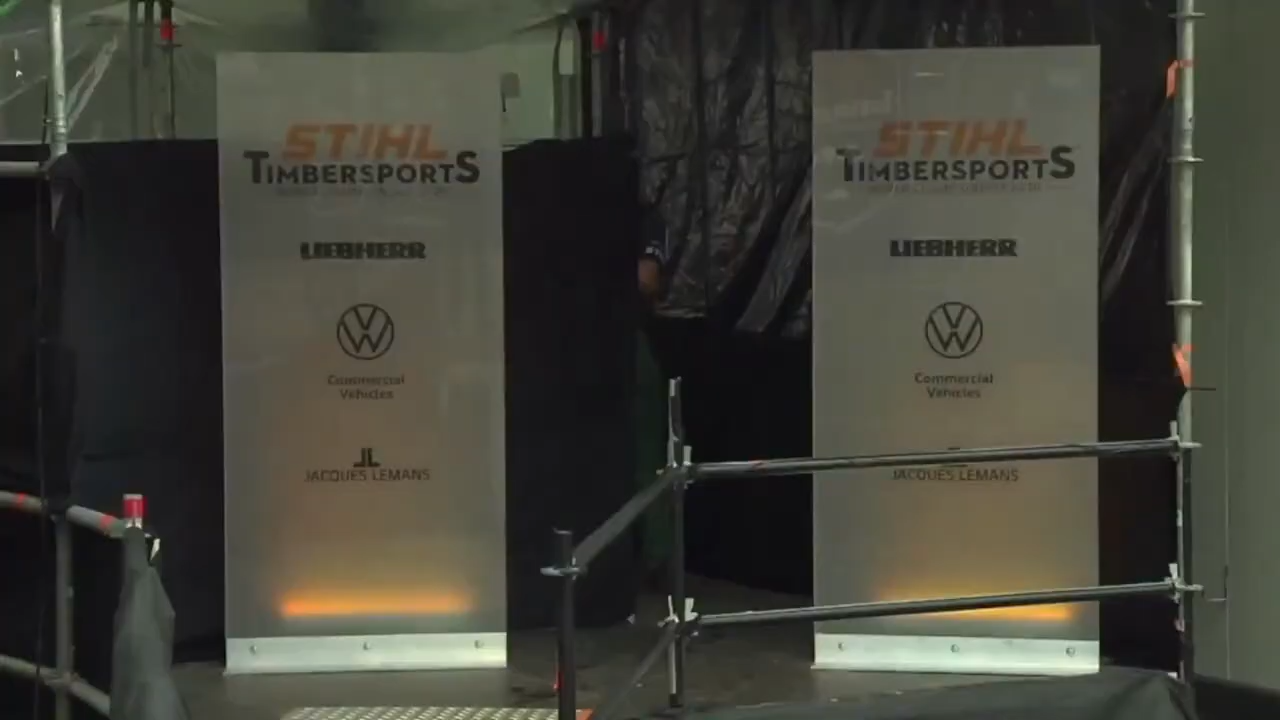 STIHL
TIMBERSPORTS
LIEBHERR
Commercial
Vehicles
JACQUES LEMANS
STIHL
TIMBERSPORTS
LIEBHERR
Commercial
Vehicles
JACQUES LEMANS